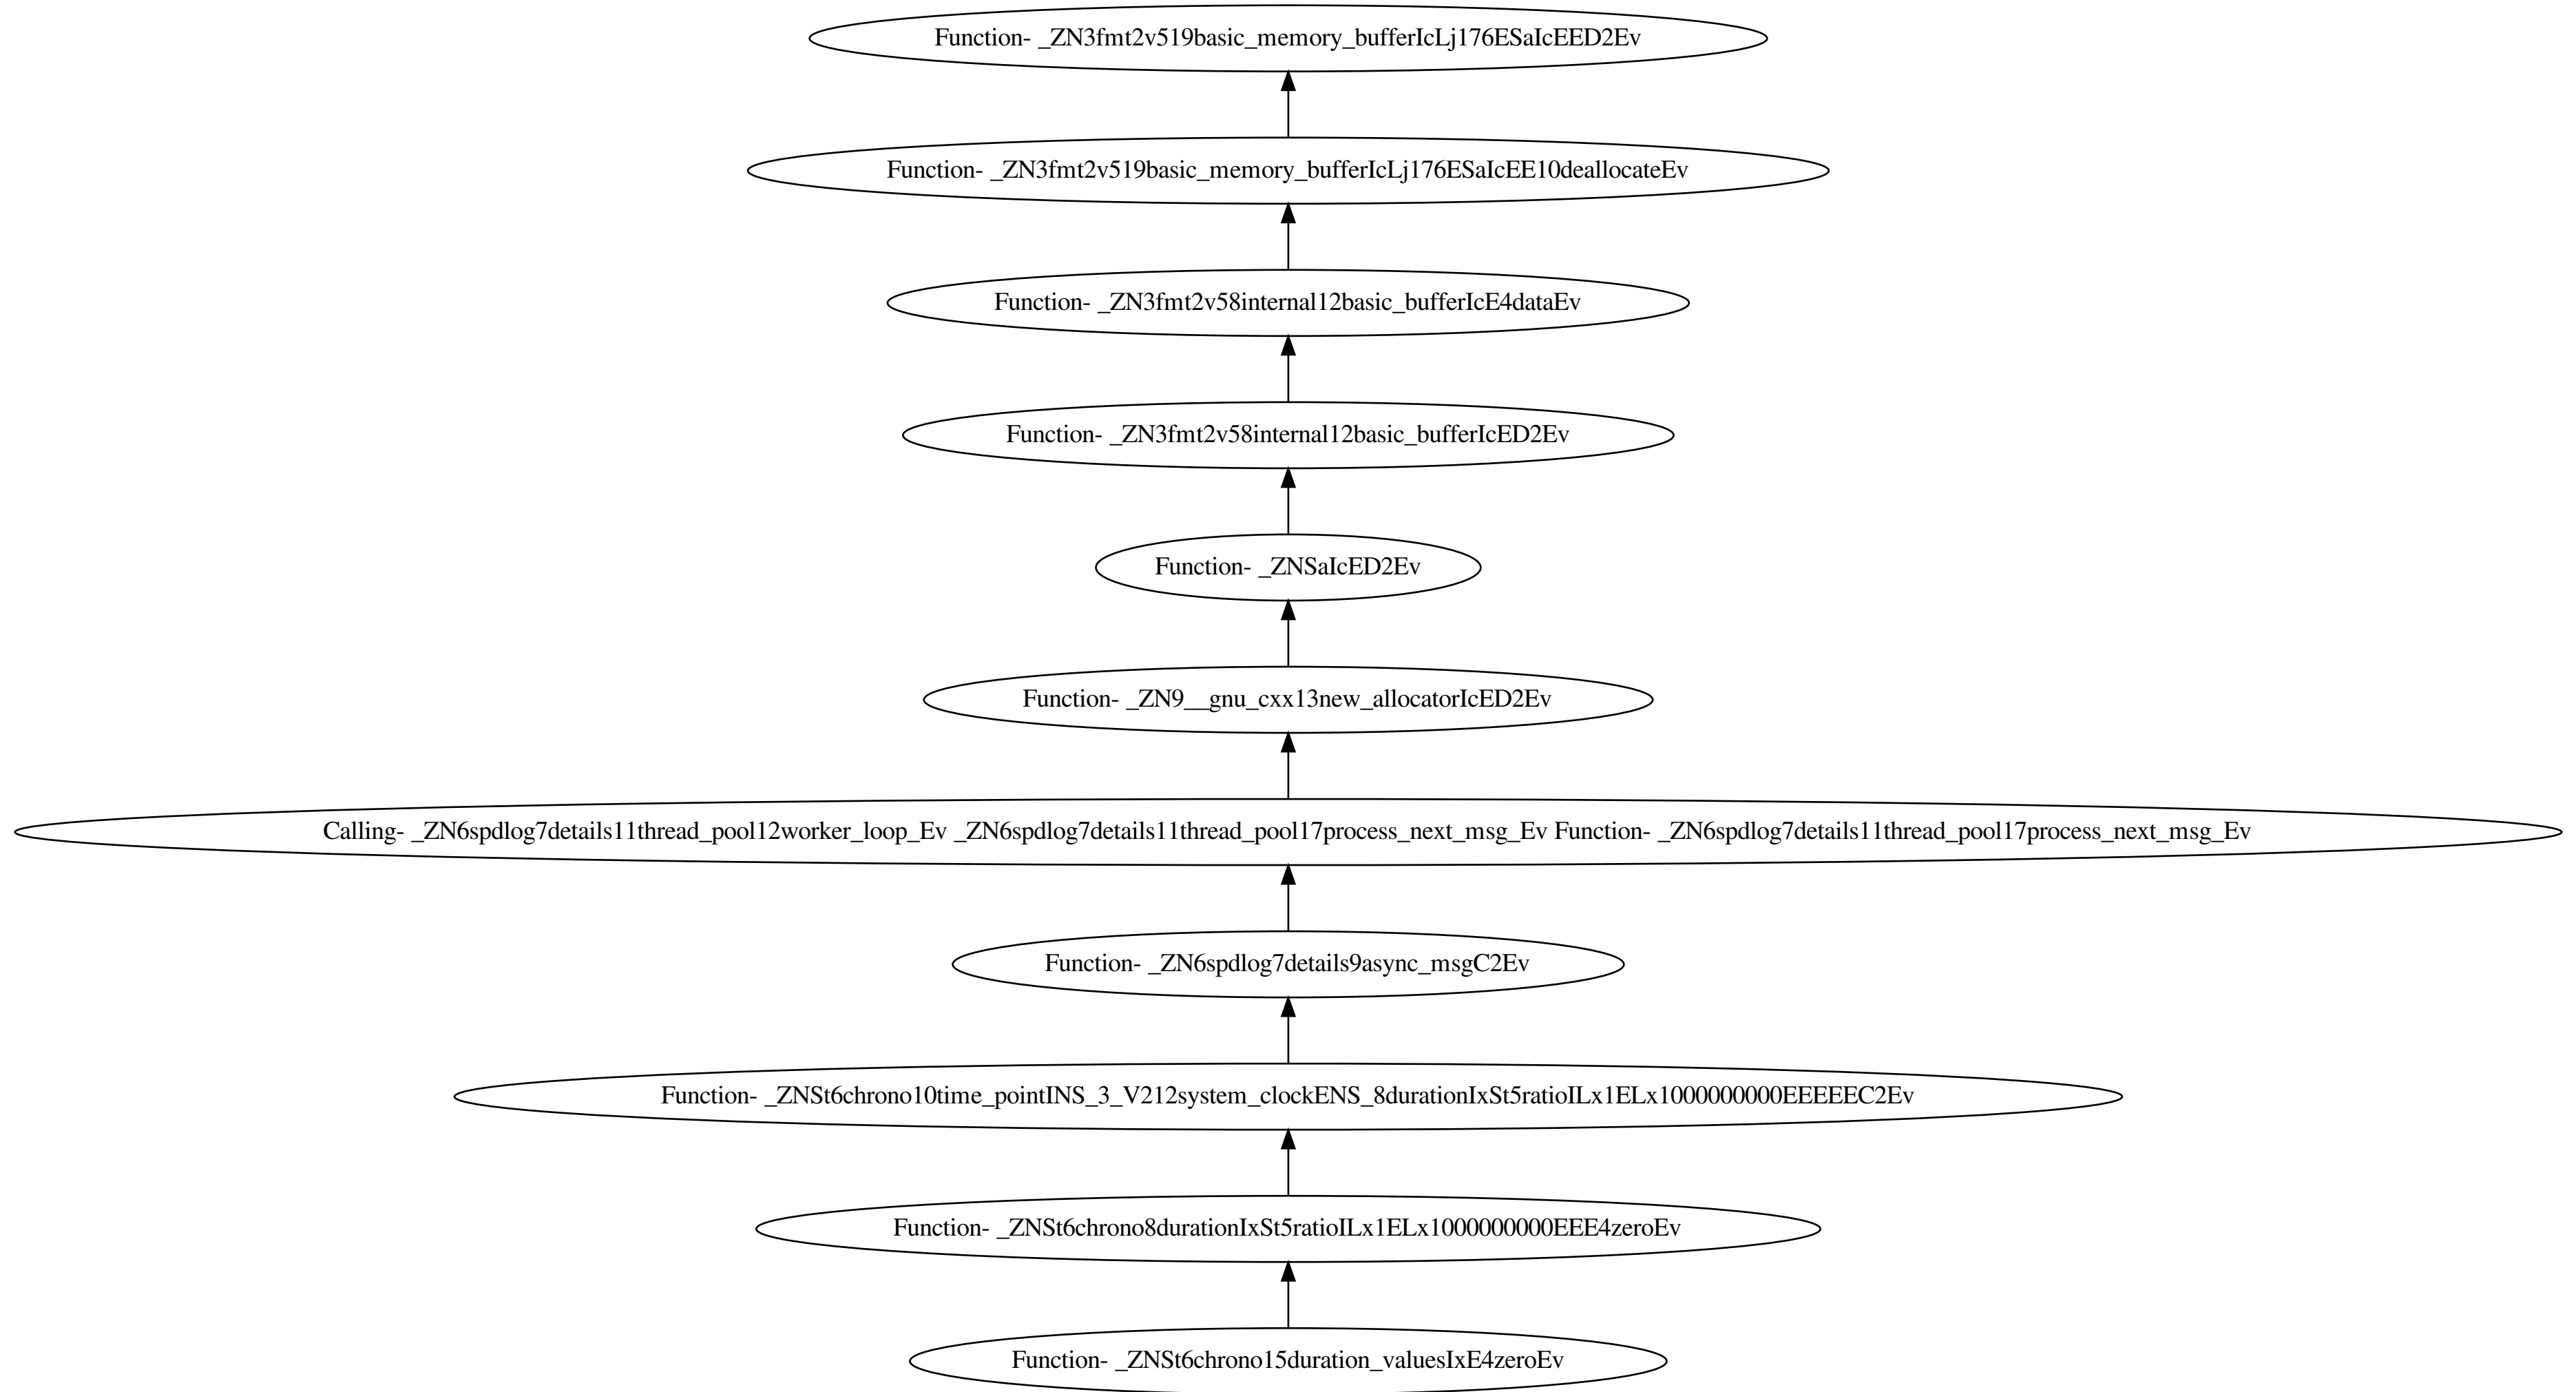 Function- _ZN3fmt2v519basic_memory_bufferIcLj176ESaIcEED2Ev
Function- _ZN3fmt2v519basic_memory_bufferIcLj176ESaIcEE10deallocateEv
Function- _ZN3fmt2v58internal12basic_bufferIcE4dataEv
Function- _ZN3fmt2v58internal12basic_bufferIcED2Ev
Function- _ZNSaIcED2Ev
Function- _ZN9__gnu_cxx13new_allocatorIcED2Ev
Calling- _ZN6spdlog7details11thread_pool12worker_loop_Ev _ZN6spdlog7details11thread_pool17process_next_msg_Ev Function- _ZN6spdlog7details11thread_pool17process_next_msg_Ev
Function- _ZN6spdlog7details9async_msgC2Ev
Function- _ZNSt6chrono10time_pointINS_3_V212system_clockENS_8durationIxSt5ratioILx1ELx1000000000EEEEEC2Ev
Function- _ZNSt6chrono8durationIxSt5ratioILx1ELx1000000000EEE4zeroEv
Function- _ZNSt6chrono15duration_valuesIxE4zeroEv